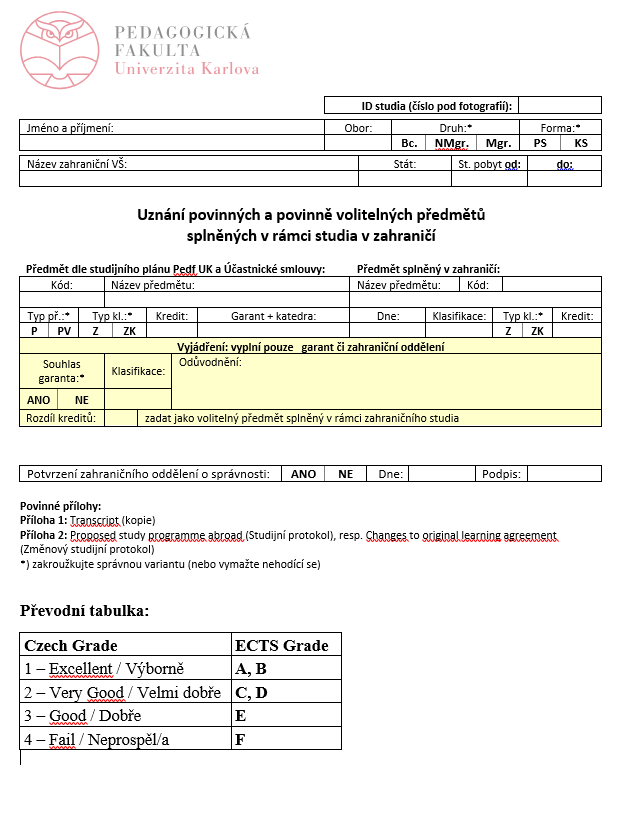 PEDAGOGICKÁ
FAKULTA
Univerzita Karlova
ID studia (číslo pod fotografií):
Jméno a příjmení: Obor: Druh:* Forma:*
Bc. NMgr. Mgr. PS KS
Název zahraniční VŠ: Stát: St. pobyt od: do:
Uznání povinných a povinně volitelných předmětů
splněných v rámci studia v zahraničí
Předmět dle studijního plánu Pedf UK a Účastnické smlouvy: Předmět splněný v zahraničí:
Kód: Název předmětu: Název předmětu: Kód:
Typ př.:* Typ kl.:* Kredit: Garant + katedra: Dne: Klasifikace: Typ kl.:* Kredit:
P PV Z ZK Z ZK
Vyjádření: vyplní pouze garant či zahraniční oddělení
Souhlas garanta:* Klasifikace: Odůvodnění:
ANO NE
Rozdíl kreditů: zadat jako volitelný předmět splněný v rámci zahraničního studia
Potvrzení zahraničního oddělení o správnosti: ANO NE Dne: Podpis:
Povinné přílohy:
Příloha 1: Transcript (kopie)
Příloha 2: Proposed study programme abroad (Studijní protokol), resp. Changes to original learning agreement
(Změnový studijní protokol)
*) zakroužkujte správnou variantu (nebo vymažte nehodící se)
Převodní tabulka:
Czech Grade ECTS Grade
1 – Excellent / Výborně A, B
2 – Very Good / Velmi dobře C, D
3 – Good / Dobře E
4 – Fail / Neprospěl/a F